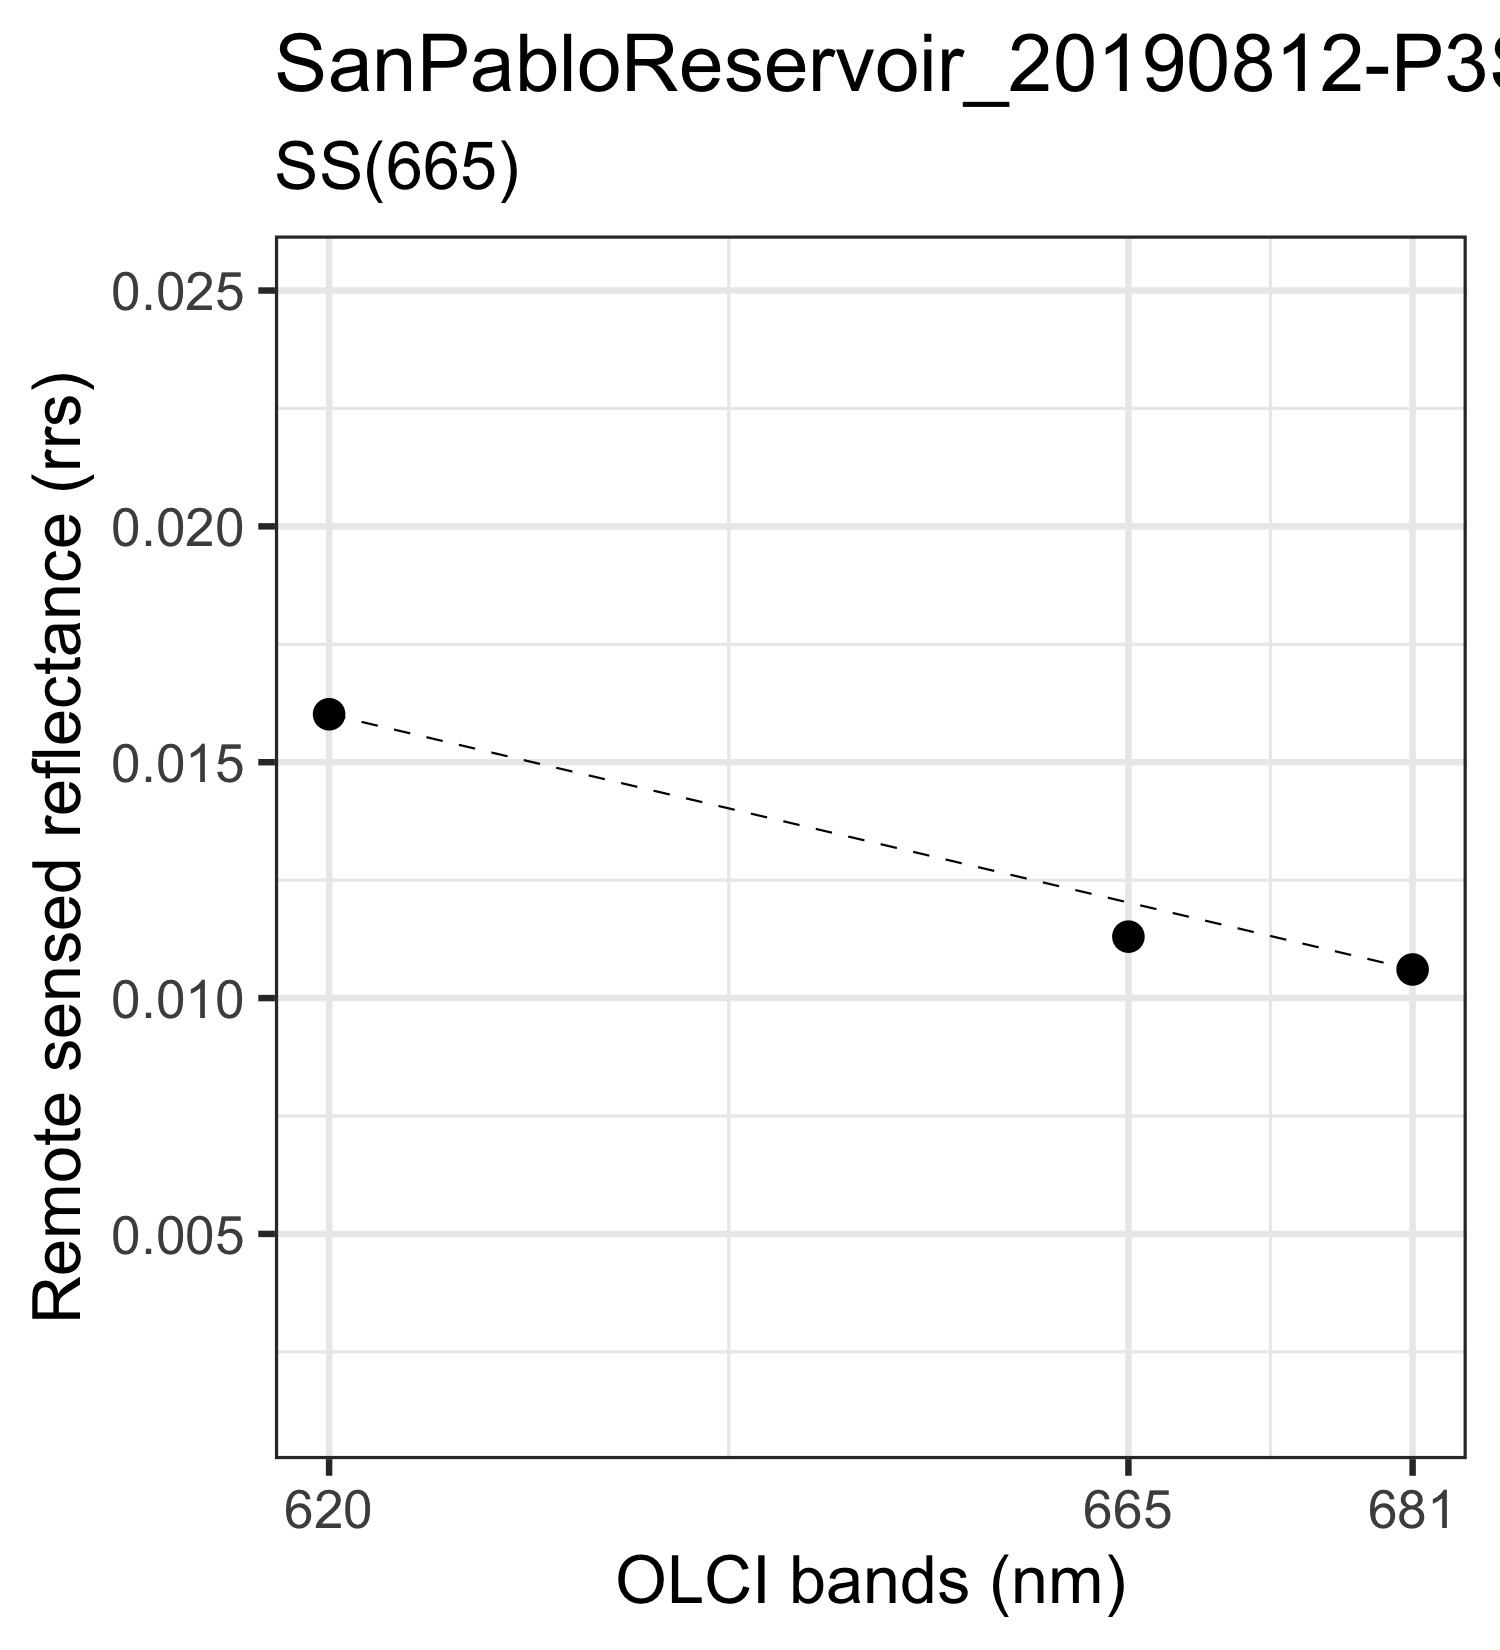 SanPabloReservoir_20190812-P3
SS(665)
Remote sensed reflectance (rrs)
0.025
0.020
0.015
0.010
0.005
620 665 681
OLCI bands (nm)